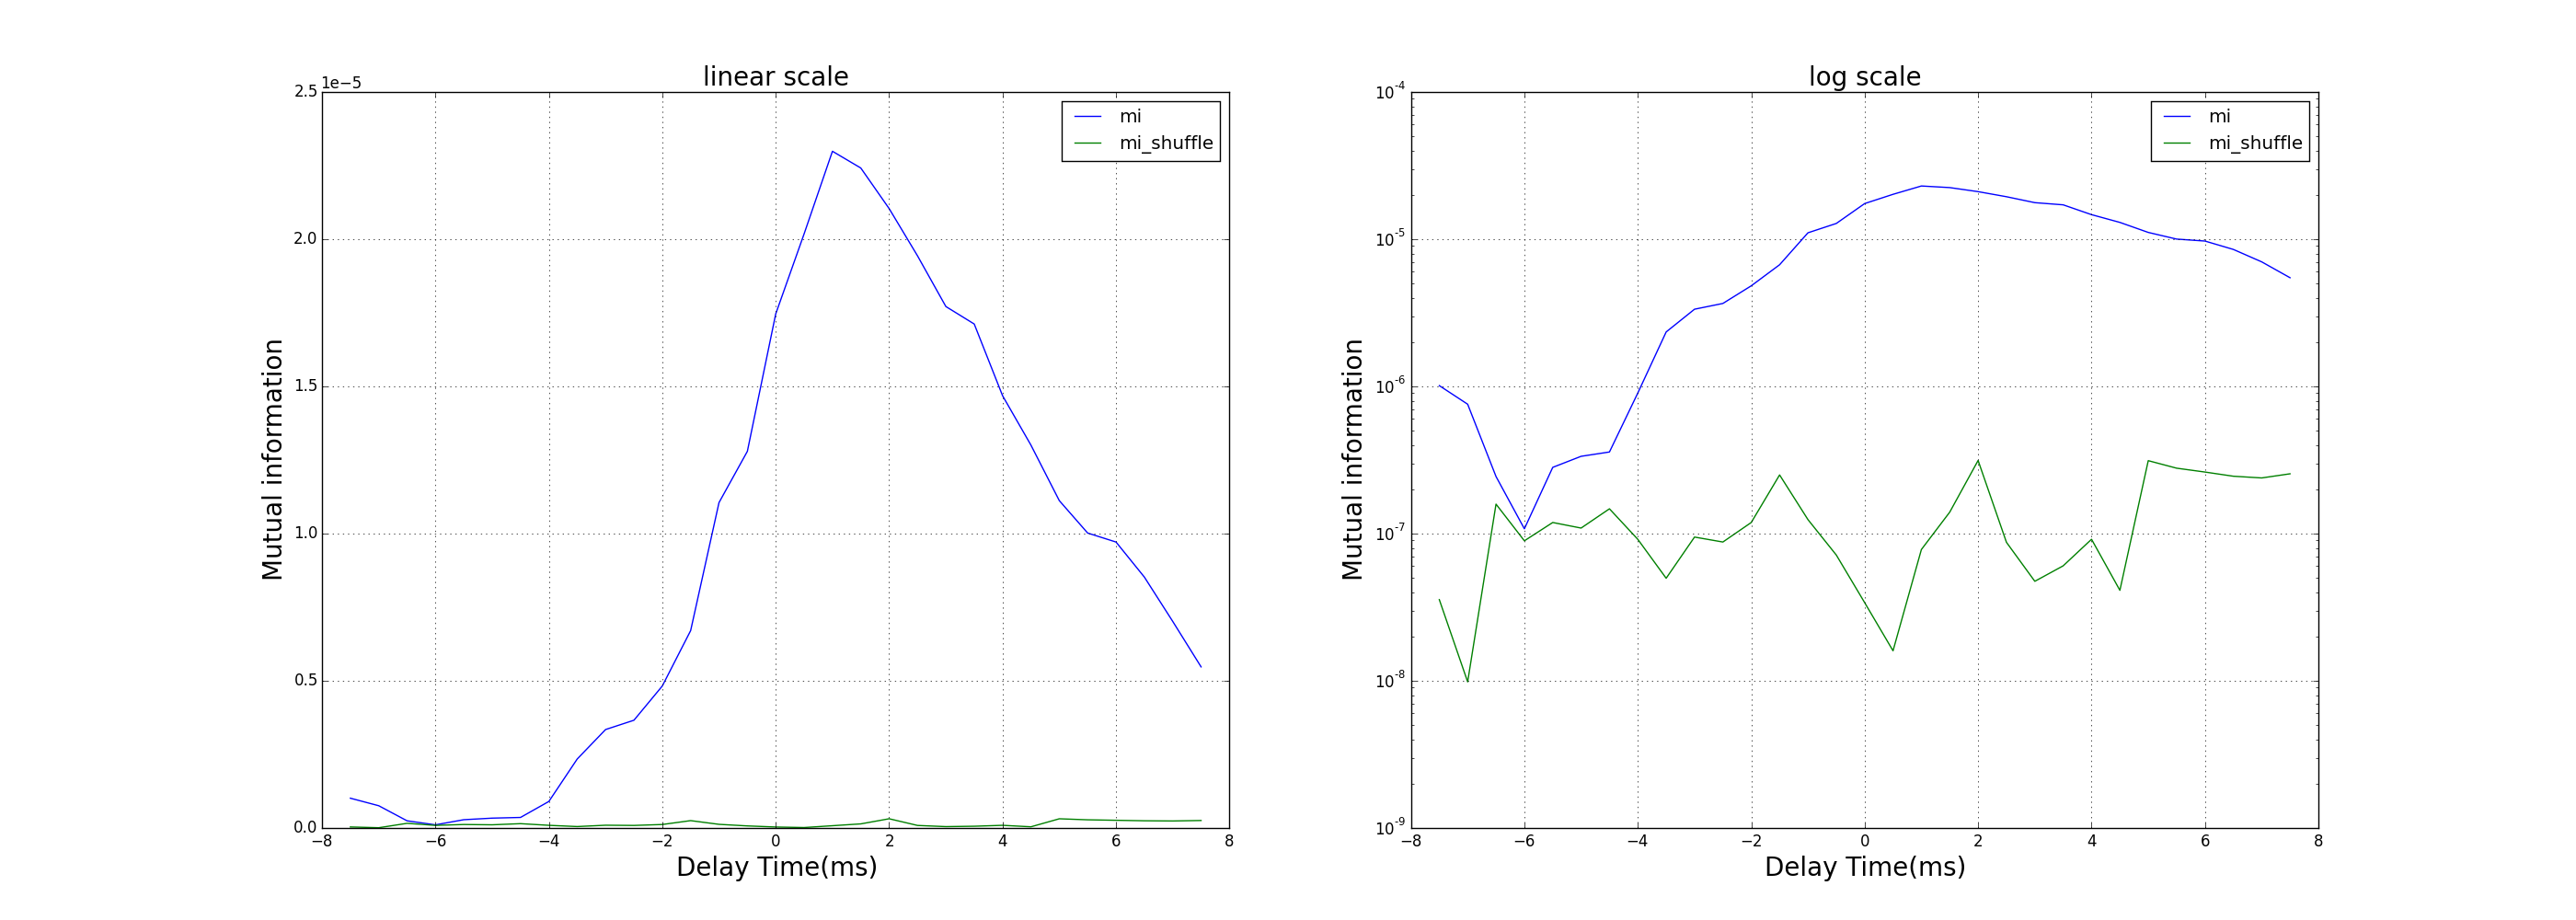 linear scale
1e−5
2.5
2.0
1.5
1.0
0.5
0.0
−8 −6 −4 −2 0 2 4 6 8
Delay Time(ms)
Mutual information
mi
mi_shuffle
log scale
10-4
10-5
10-6
10-7
10-8
10-9
−8 −6 −4 −2 0 2 4 6 8
Delay Time(ms)
Mutual information
mi
mi_shuffle